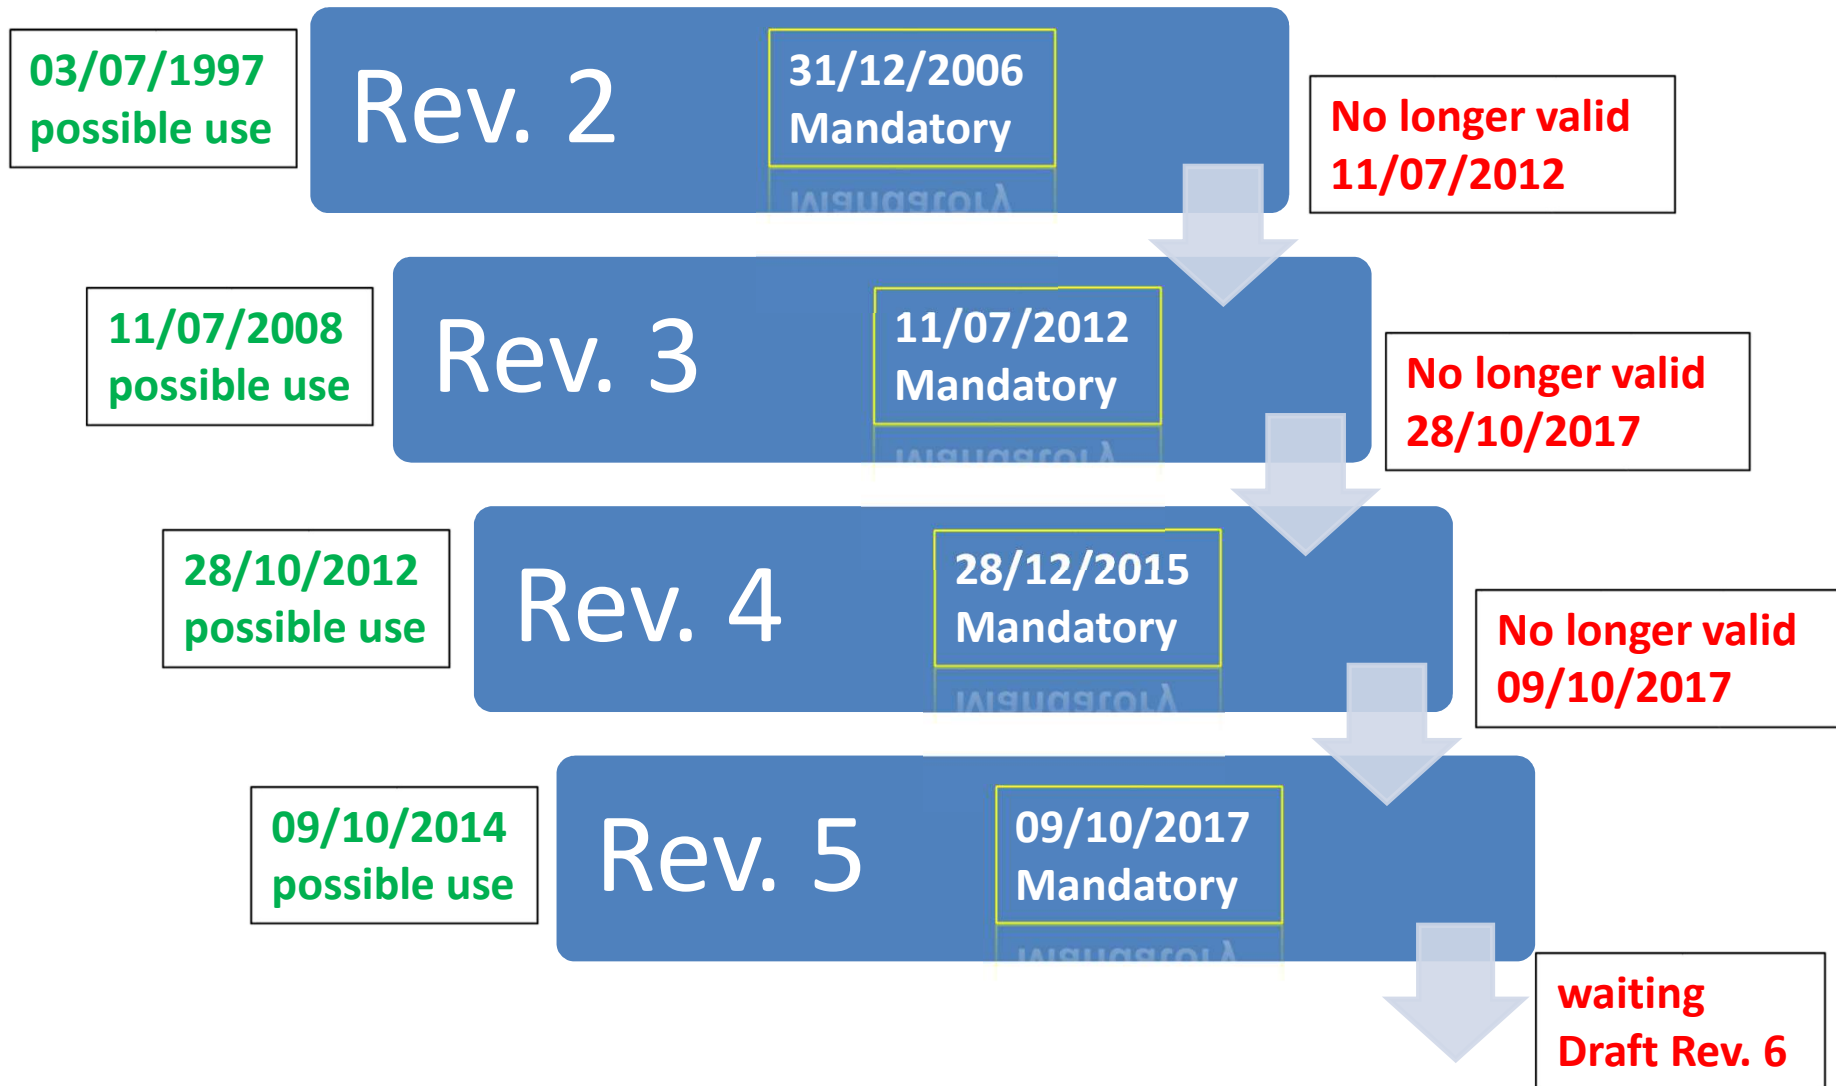 03/07/1997
possible use
Rev. 2
31/12/2006
Mandatory
No longer valid
11/07/2012
11/07/2008
possible use
Rev. 3
11/07/2012
Mandatory
No longer valid
28/10/2017
28/10/2012
possible use
Rev. 4
28/12/2015
Mandatory
No longer valid
09/10/2017
09/10/2014
possible use
Rev. 5
09/10/2017
Mandatory
waiting
Draft Rev. 6